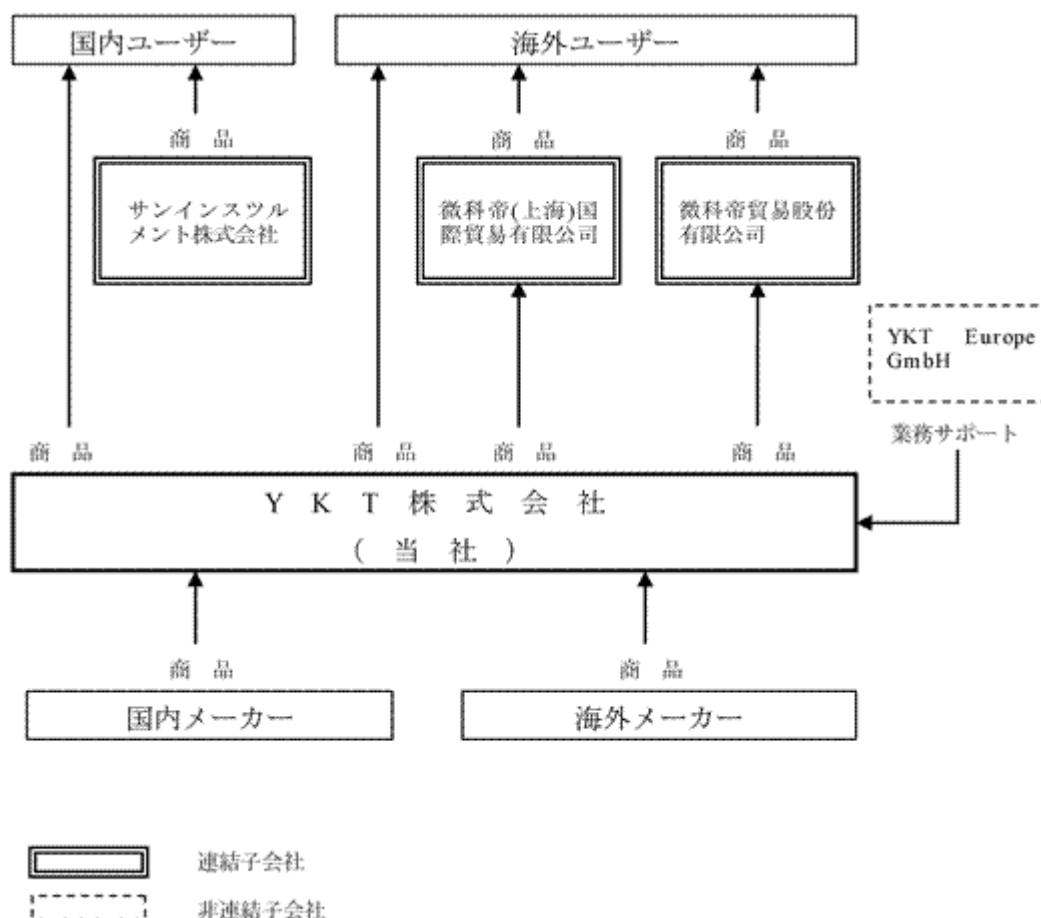 国内ユーザー
海外ユーザー
商 品
商 品
商 品
サンインスツル
メント株式会社
微科帝(上海)国
際貿易有限公司
微科帝貿易股份
有限公司
YKT Europe
GmbH
業務サポート
商 品
商 品
商 品
商 品
Y K T 株 式 会 社
( 当 社 )
商 品
商 品
国内メーカー
海外メーカー
連結子会社
非連結子会社